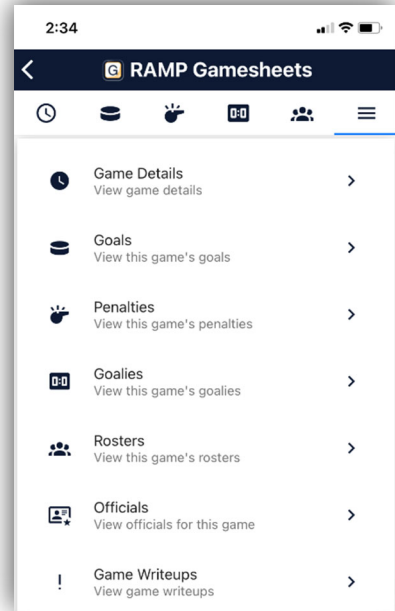 2:34
G RAMP Gamesheets
0:0
Game Details
View game details
Goals
View this game's goals
Penalties
View this game's penalties
0:0
Goalies
View this game's goalies
Rosters
View this game's rosters
Officials
View officials for this game
!
Game Writeups
View game writeups